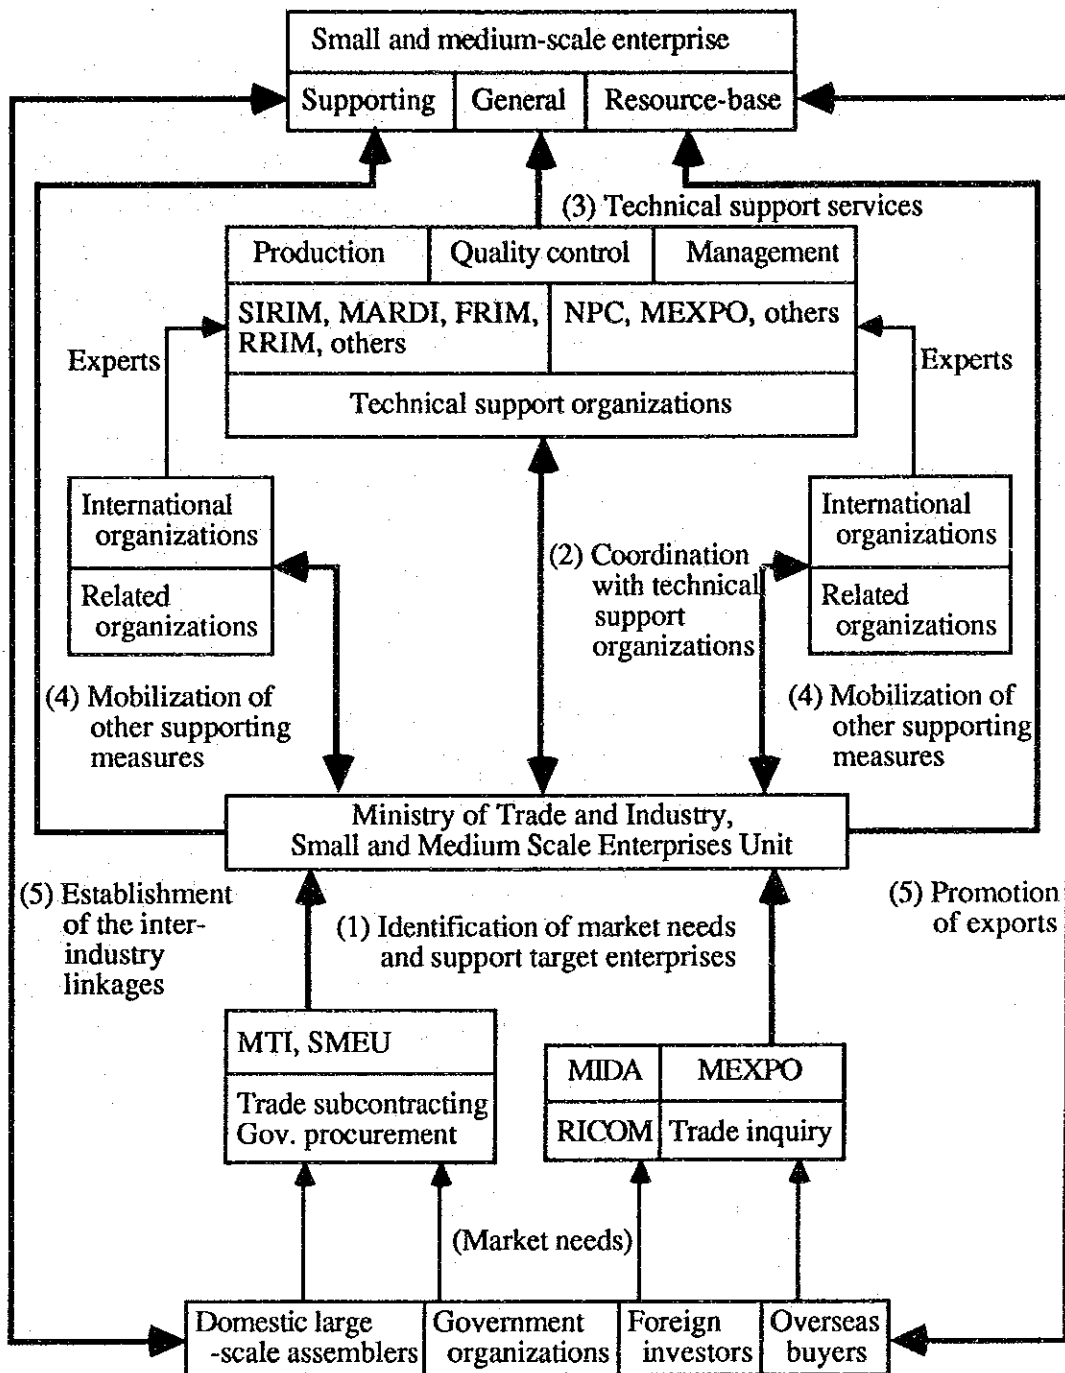 Small and medium-scale enterprise
Supporting
General
Resource-base
(3) Technical support services
Production
Quality control
Management
SIRIM, MARDI, FRIM,
RRIM, others
NPC, MEXPO, others
Experts
Experts
Technical support organizations
International
organizations
Related
organizations
International
organizations
Related
organizations
(2) Coordination
with technical
support
organizations
(4) Mobilization of
other supporting
measures
(4) Mobilization of
other supporting
measures
Ministry of Trade and Industry,
Small and Medium Scale Enterprises Unit
(5) Establishment
of the inter-
industry
linkages
(1) Identification of market needs
and support target enterprises
(5) Promotion
of exports
MTI, SMEU
Trade subcontracting
Gov. procurement
MIDA
MEXPO
RICOM
Trade inquiry
(Market needs)
Domestic large
-scale assemblers
Government
organizations
Foreign
investors
Overseas
buyers